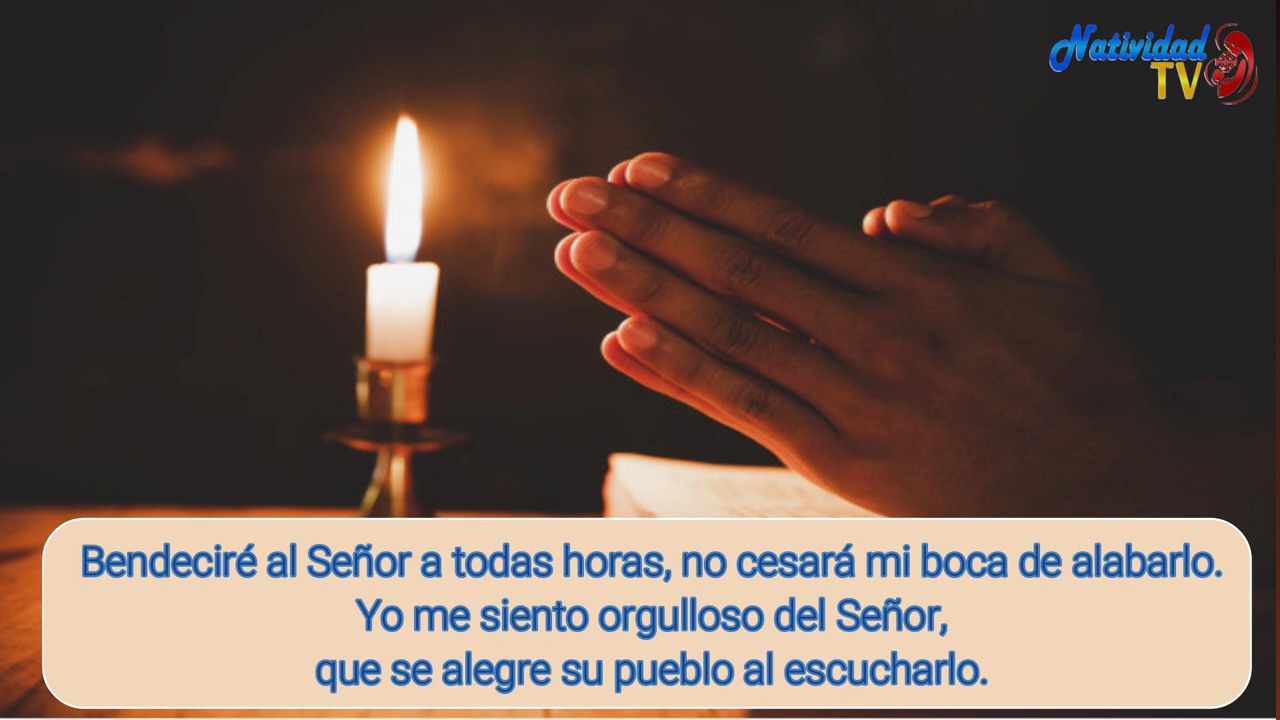 Natividad
TV
Bendeciré al Señor a todas horas, no cesará mi boca de alabarlo.
Yo me siento orgulloso del Señor,
que se alegre su pueblo al escucharlo.